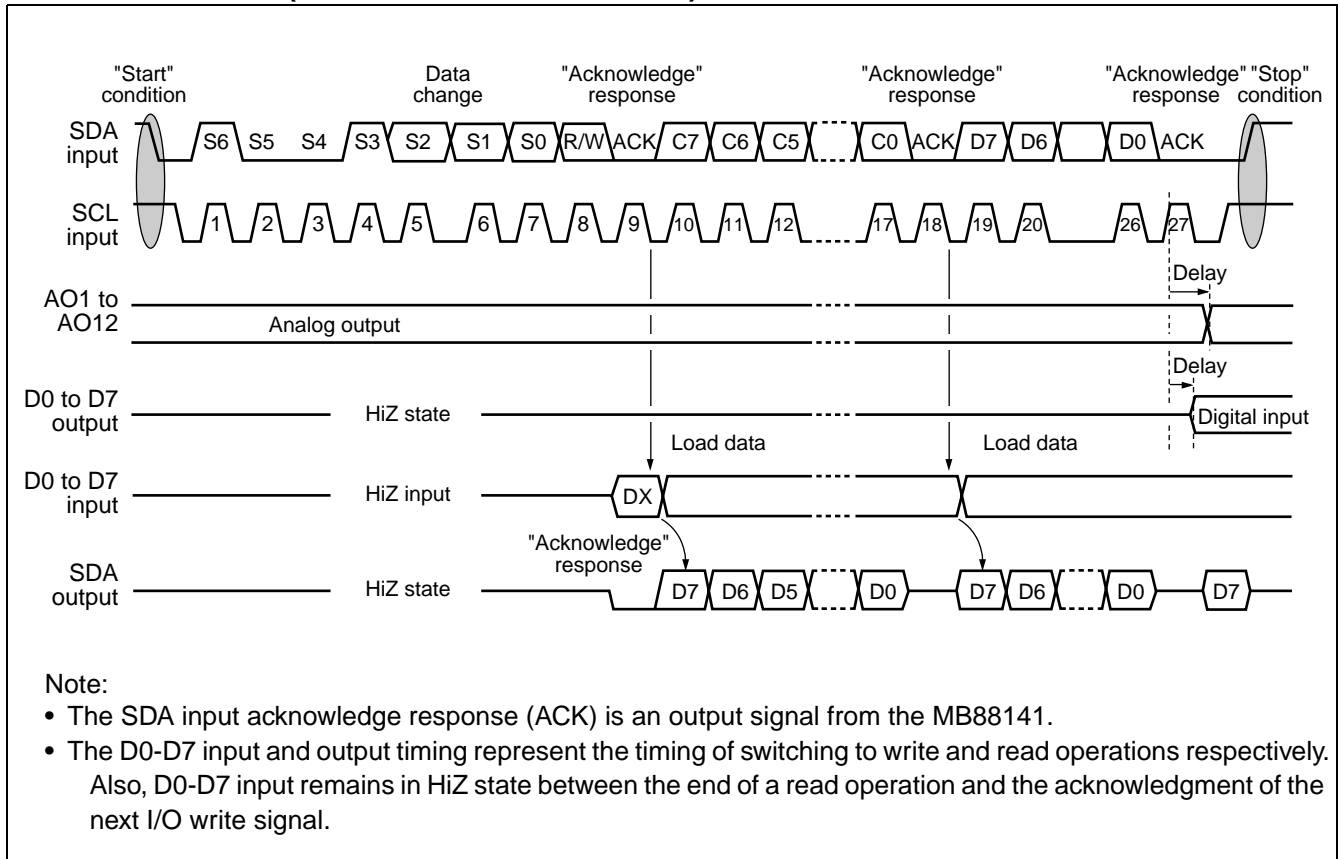 "Start" condition
Data change
"Acknowledge" response
"Acknowledge" response
"Acknowledge" response
"Stop" condition
SDA input
S6 S5 S4 S3 S2 S1 S0 R/W ACK C7 C6 C5 C0 ACK D7 D6 D0 ACK
SCL input
1 2 3 4 5 6 7 8 9 10 11 12 17 18 19 20 26 27
Delay
AO1 to AO12
Analog output
Delay
D0 to D7 output
HiZ state
Digital input
Load data
Load data
D0 to D7 input
HiZ input
DX
"Acknowledge" response
SDA output
HiZ state
D7 D6 D5 D0 D7 D6 D0 D7
Note:
• The SDA input acknowledge response (ACK) is an output signal from the MB88141.
• The D0-D7 input and output timing represent the timing of switching to write and read operations respectively.
Also, D0-D7 input remains in HiZ state between the end of a read operation and the acknowledgment of the
next I/O write signal.